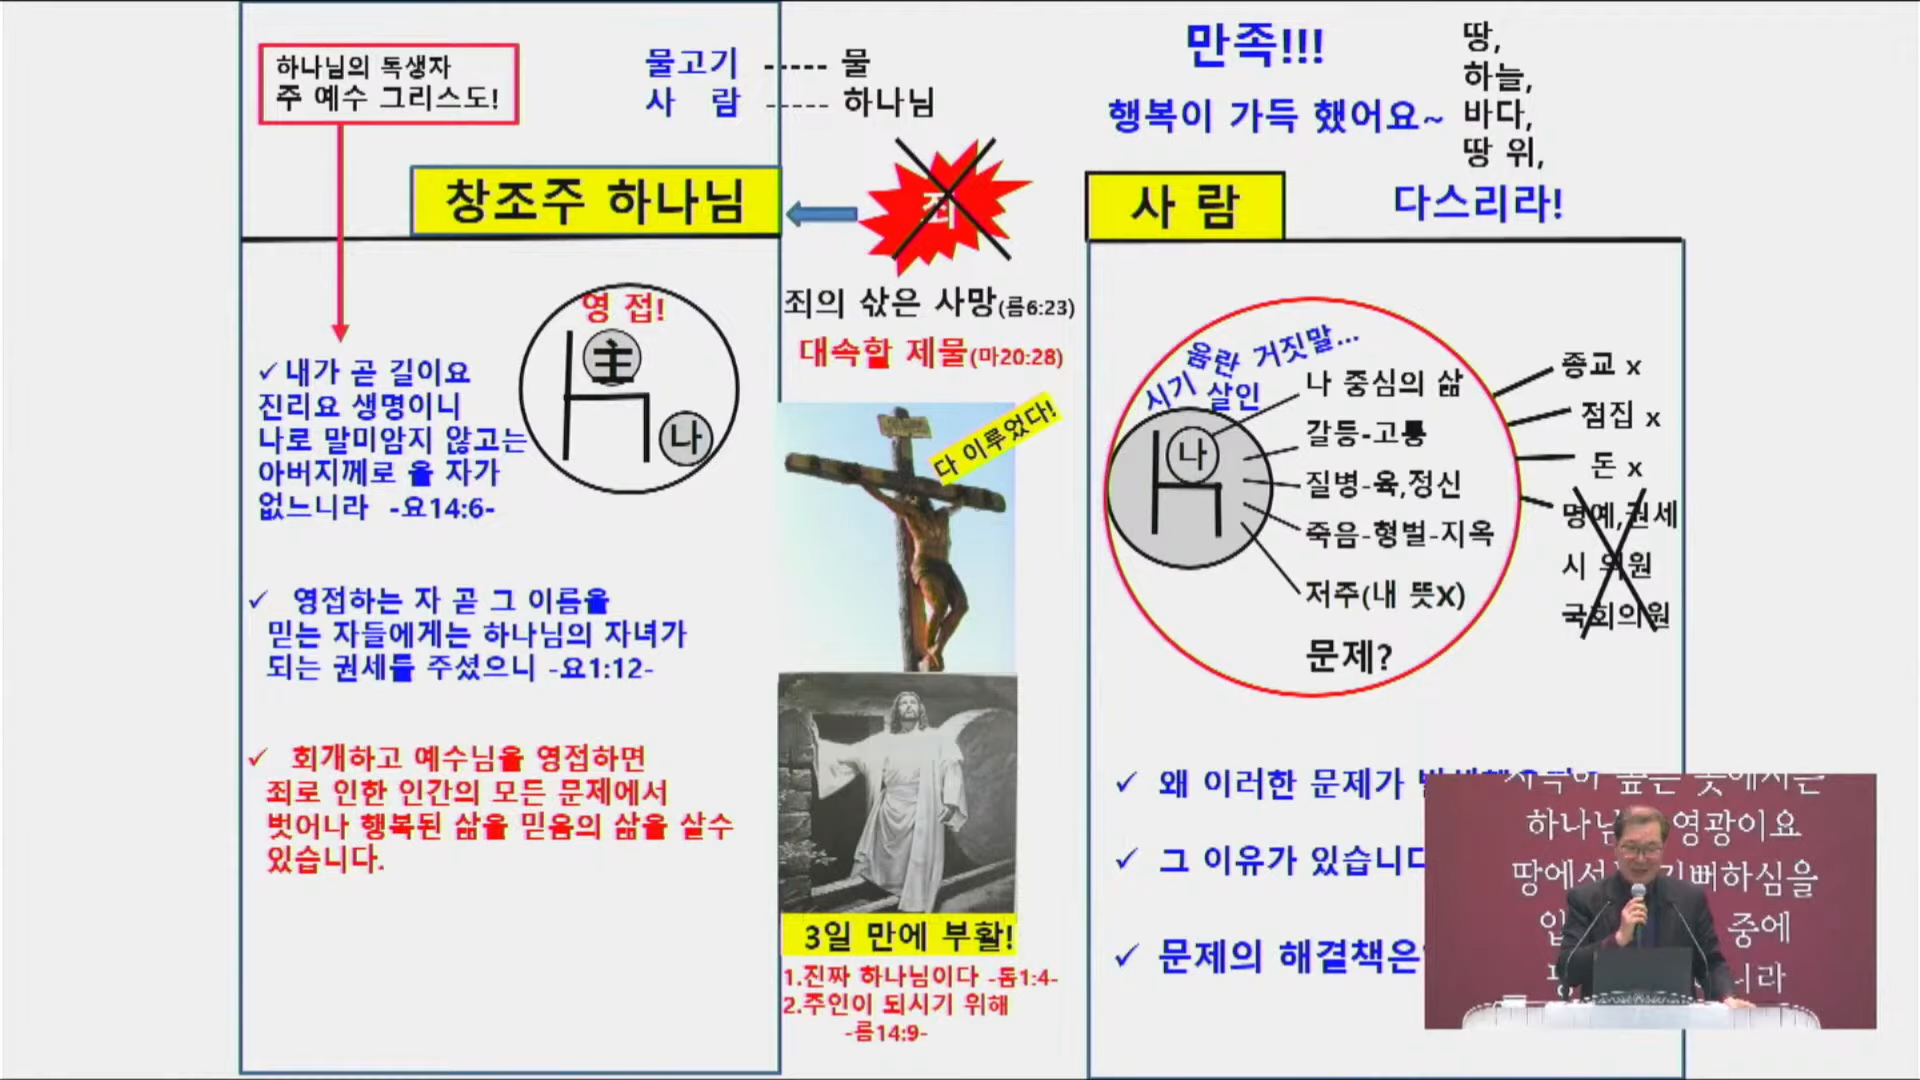 하나님의 독생자
주 예수 그리스도!
물고기 ----- 물
사 람 ----- 하나님
만족!!!
행복이 가득 했어요~
땅,
하늘,
바다,
땅 위,
다스리라!
창조주 하나님
죄
사 람
영 접!
主
나
✓내가 곧 길이요
진리요 생명이니
나로 말미암지 않고는
아버지께로 올 자가
없느니라 -요14:6-
✓ 영접하는 자 곧 그 이름을
믿는 자들에게는 하나님의 자녀가
되는 권세를 주셨으니 -요1:12-
✓ 회개하고 예수님을 영접하면
죄로 인한 인간의 모든 문제에서
벗어나 행복된 삶을 믿음의 삶을 살수
있습니다.
죄의 삯은 사망(롬6:23)
대속할 제물(마20:28)
다 이루었다!
3일 만에 부활!
1.진짜 하나님이다 -롬1:4-
2.주인이 되시기 위해
-롬14:9-
음란 거짓말...
시기 살인
나
나 중심의 삶
갈등-고통
질병-육,정신
죽음-형벌-지옥
저주(내 뜻X)
문제?
종교 x
점집 x
돈 x
명예,권세
시 의원
국회의원
✓ 왜 이러한 문제가
✓ 그 이유가 있습니다
✓ 문제의 해결책은
지극히 높은 곳에서는
하나님 영광이요
땅에서 기뻐하심을
중에
니라